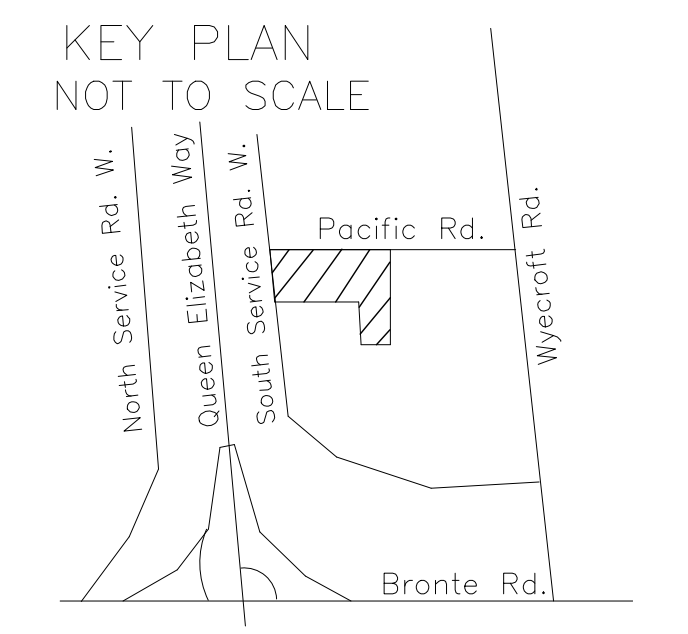 KEY PLAN
NOT TO SCALE
North Service Rd. W.
Queen Elizabeth Way
South Service Rd. W.
Pacific Rd.
Wyecroft Rd.
Bronte Rd.